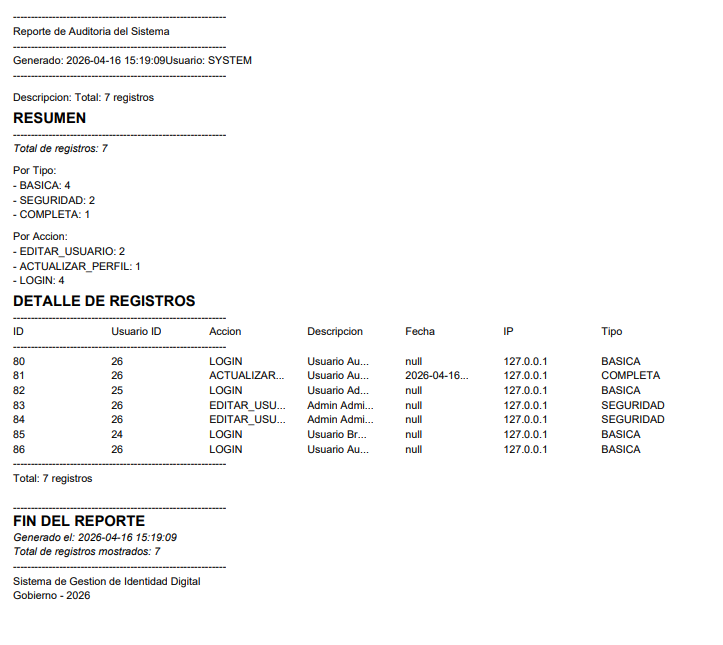 ------------------------------------------------------------
Reporte de Auditoria del Sistema
------------------------------------------------------------
Generado: 2026-04-16 15:19:09Usuario: SYSTEM
------------------------------------------------------------
Descripcion: Total: 7 registros
RESUMEN
------------------------------------------------------------
Total de registros: 7
Por Tipo:
- BASICA: 4
- SEGURIDAD: 2
- COMPLETA: 1
Por Accion:
- EDITAR_USUARIO: 2
- ACTUALIZAR_PERFIL: 1
- LOGIN: 4
DETALLE DE REGISTROS
------------------------------------------------------------
ID Usuario ID Accion Descripcion Fecha IP Tipo
------------------------------------------------------------
80 26 LOGIN Usuario Au... null 127.0.0.1 BASICA
81 26 ACTUALIZAR... Usuario Au... 2026-04-16... 127.0.0.1 COMPLETA
82 25 LOGIN Usuario Ad... null 127.0.0.1 BASICA
83 26 EDITAR_USU... Admin Admi... null 127.0.0.1 SEGURIDAD
84 26 EDITAR_USU... Admin Admi... null 127.0.0.1 SEGURIDAD
85 24 LOGIN Usuario Br... null 127.0.0.1 BASICA
86 26 LOGIN Usuario Au... null 127.0.0.1 BASICA
------------------------------------------------------------
Total: 7 registros
------------------------------------------------------------
FIN DEL REPORTE
Generado el: 2026-04-16 15:19:09
Total de registros mostrados: 7
------------------------------------------------------------
Sistema de Gestion de Identidad Digital
Gobierno - 2026